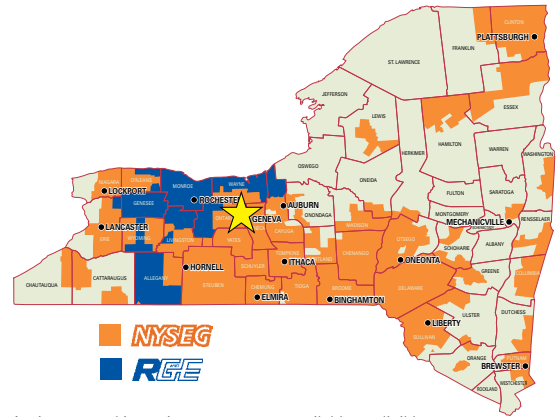 CLINTON
PLATTSBURGH
FRANKLIN
ST. LAWRENCE
ESSEX
JEFFERSON
LEWIS
HAMILTON
WARREN
WASHINGTON
HERKIMER
OSWEGO
ONEIDA
FULTON
SARATOGA
NIAGARA
ORLEANS
MONROE
WAYNE
LOCKPORT
ROCHESTER
GENESEE
AUBURN
ONONDAGA
MADISON
MONTGOMERY
MECHANICVILLE
RENSSELAER
ONTARIO
GENEVA
CAYUGA
LANCASTER
ERIE
WYOMING
LIVINGSTON
YATES
OTSEGO
SCHOHARIE
ALBANY
CHENANGO
ONEONTA
ITHACA
TOMPKINS
HORNELL
SCHUYLER
GREENE
COLUMBIA
CHAUTAUQUA
CATTARAUGUS
ALLEGANY
STEUBEN
CHEMUNG
TIOGA
BROOME
DELAWARE
ELMIRA
BINGHAMTON
ULSTER
DUTCHESS
LIBERTY
SULLIVAN
ORANGE
PUTNAM
BREWSTER
WESTCHESTER
ROCKLAND
NYSEG
RG&E